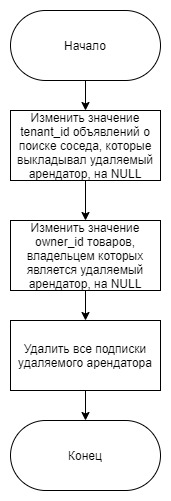 Начало
Изменить значение
tenant_id объявлений о
поиске соседа, которые
выкладывал удаляемый
арендатор, на NULL
Изменить значение
owner_id товаров,
владельцем которых
является удаляемый
арендатор, на NULL
Удалить все подписки
удаляемого арендатора
Конец